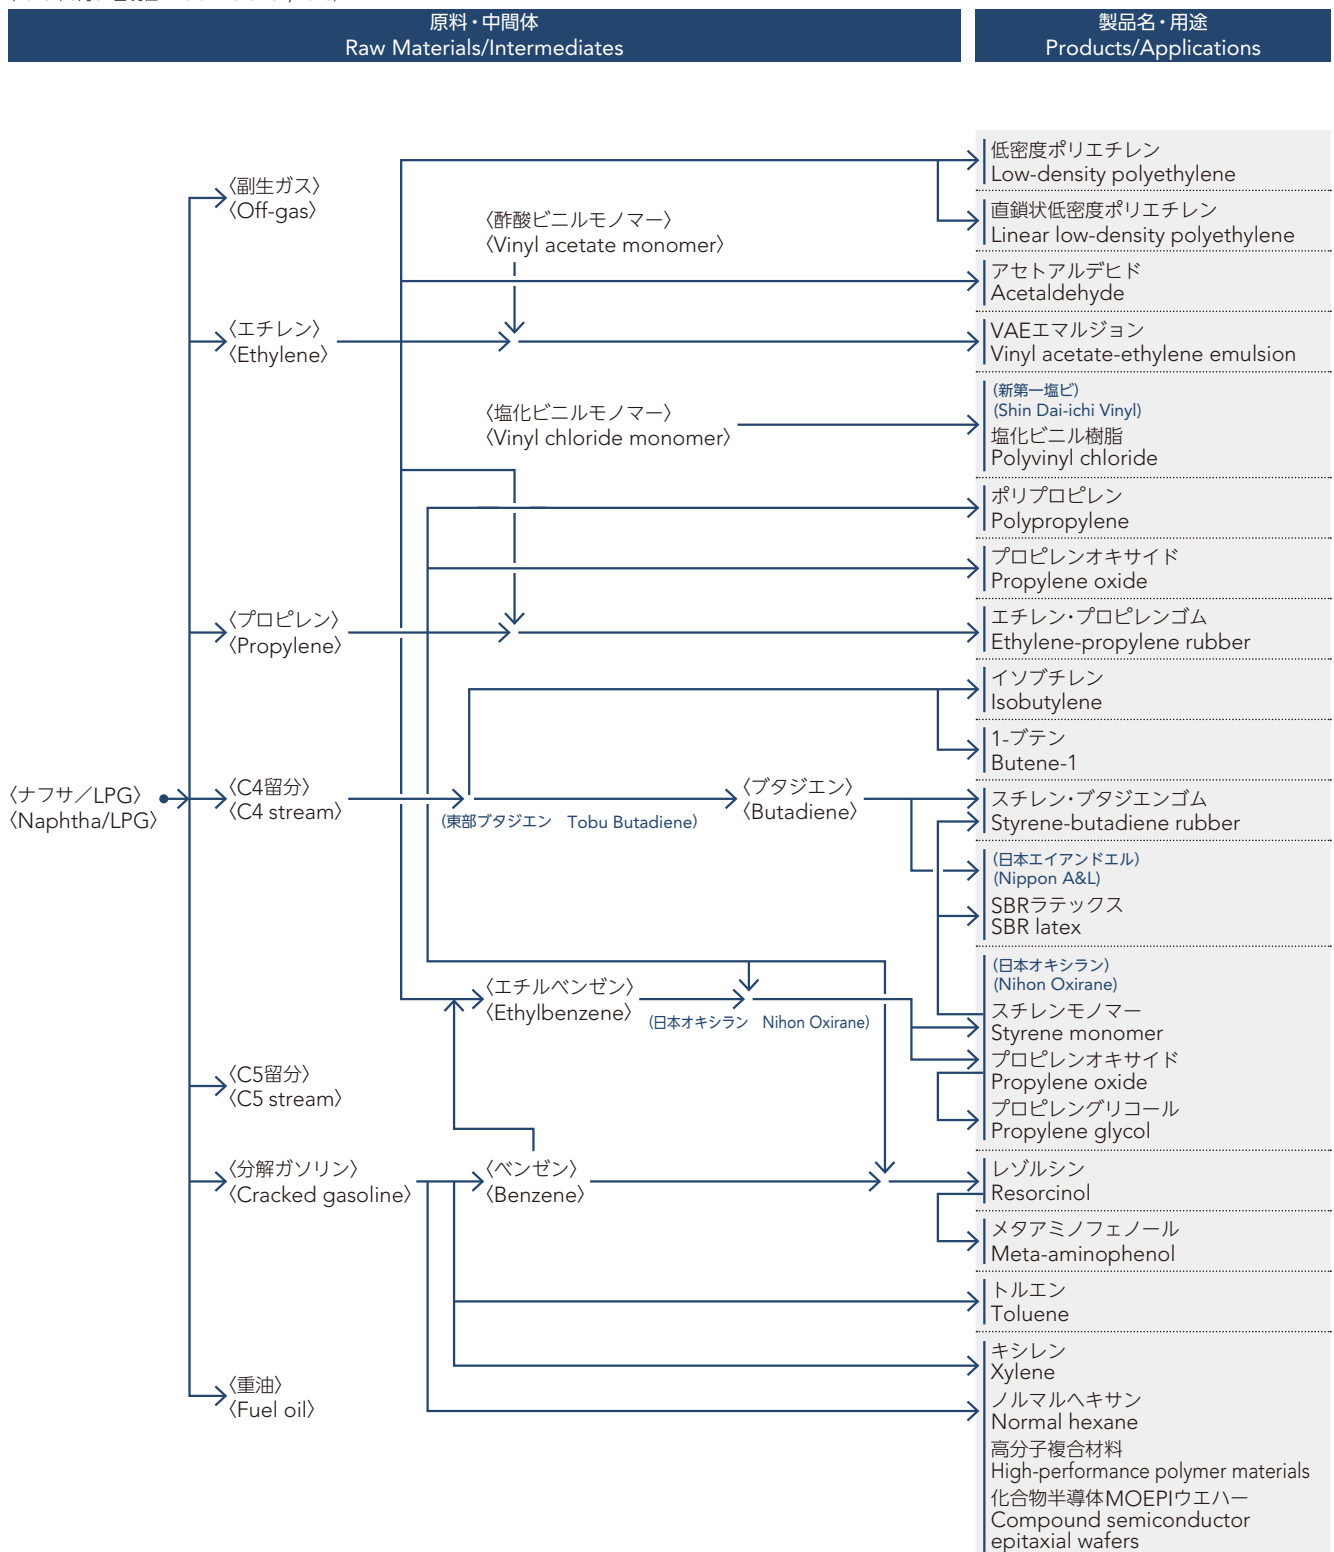 原料・中間体
Raw Materials/Intermediates
製品名・用途
Products/Applications
〈ナフサ／LPG〉
〈Naphtha/LPG〉
〈副生ガス〉
〈Off-gas〉
〈エチレン〉
〈Ethylene〉
〈プロピレン〉
〈Propylene〉
〈C4留分〉
〈C4 stream〉
〈C5留分〉
〈C5 stream〉
〈分解ガソリン〉
〈Cracked gasoline〉
〈重油〉
〈Fuel oil〉
〈酢酸ビニルモノマー〉
〈Vinyl acetate monomer〉
〈塩化ビニルモノマー〉
〈Vinyl chloride monomer〉
(東部ブタジエン　Tobu Butadiene)
〈ブタジエン〉
〈Butadiene〉
〈エチルベンゼン〉
〈Ethylbenzene〉
(日本オキシラン　Nihon Oxirane)
〈ベンゼン〉
〈Benzene〉
低密度ポリエチレン
Low-density polyethylene
直鎖状低密度ポリエチレン
Linear low-density polyethylene
アセトアルデヒド
Acetaldehyde
VAEエマルジョン
Vinyl acetate-ethylene emulsion
(新第一塩ビ)
(Shin Dai-ichi Vinyl)
塩化ビニル樹脂
Polyvinyl chloride
ポリプロピレン
Polypropylene
プロピレンオキサイド
Propylene oxide
エチレン・プロピレンゴム
Ethylene-propylene rubber
イソブチレン
Isobutylene
1-ブテン
Butene-1
スチレン・ブタジエンゴム
Styrene-butadiene rubber
(日本エイアンドエル)
(Nippon A&L)
SBRラテックス
SBR latex
(日本オキシラン)
(Nihon Oxirane)
スチレンモノマー
Styrene monomer
プロピレンオキサイド
Propylene oxide
プロピレングリコール
Propylene glycol
レゾルシン
Resorcinol
メタアミノフェノール
Meta-aminophenol
トルエン
Toluene
キシレン
Xylene
ノルマルヘキサン
Normal hexane
高分子複合材料
High-performance polymer materials
化合物半導体MOEPIウエハー
Compound semiconductor
epitaxial wafers